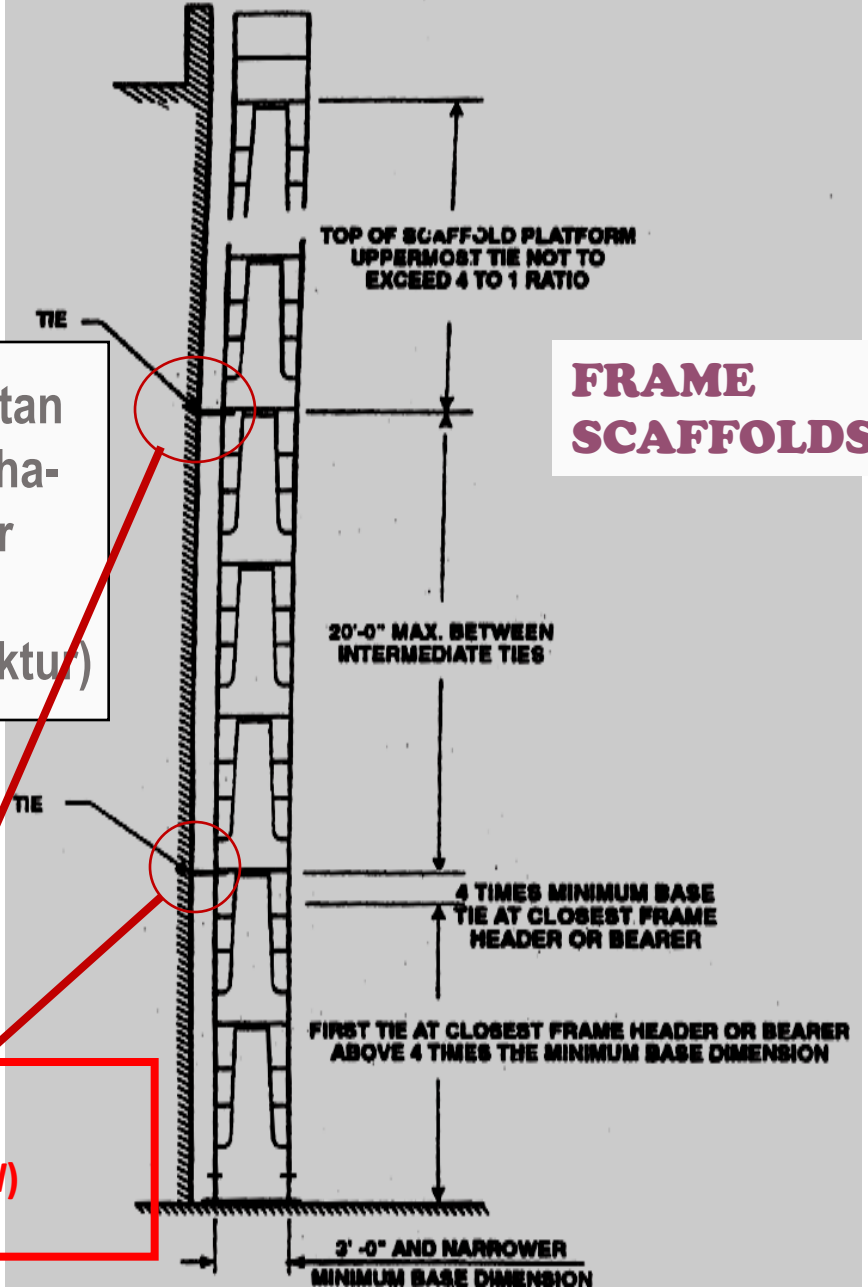 TOP OF SCAFFOLD PLATFORM
UPPERMOST TIE NOT TO
EXCEED 4 TO 1 RATIO
TIE
FRAME
SCAFFOLDS
tan
ha-
r
ktur)
20'-0" MAX. BETWEEN
INTERMEDIATE TIES
TIE
4 TIMES MINIMUM BASE
TIE AT CLOSEST FRAME
HEADER OR BEARER
FIRST TIE AT CLOSEST FRAME HEADER OR BEARER
ABOVE 4 TIMES THE MINIMUM BASE DIMENSION
3' -0" AND NARROWER
MINIMUM BASE DIMENSION